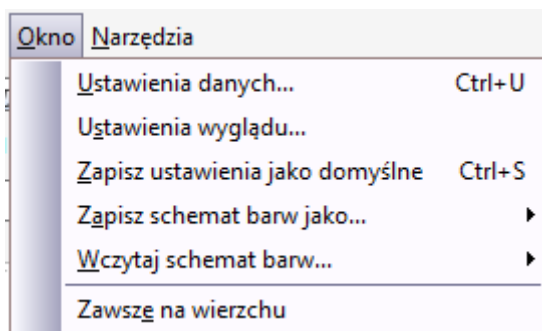 Okno Narzędzia
Ustawienia danych... Ctrl+U
Ustawienia wyglądu...
Zapisz ustawienia jako domyślne Ctrl+S
Zapisz schemat barw jako...
Wczytaj schemat barw...
Zawsze na wierzchu